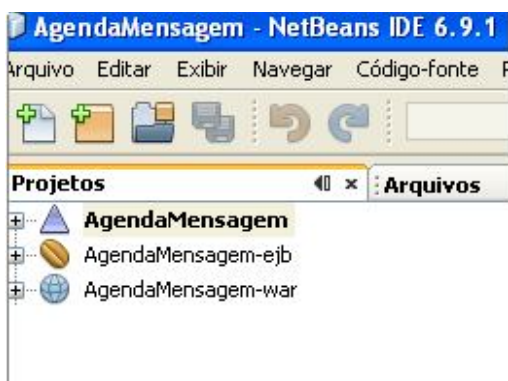 AgendaMensagem - NetBeans IDE 6.9.1
Arquivo Editar Exibir Navegar Código-fonte
Projetos Arquivos
AgendaMensagem
AgendaMensagem-ejb
AgendaMensagem-war